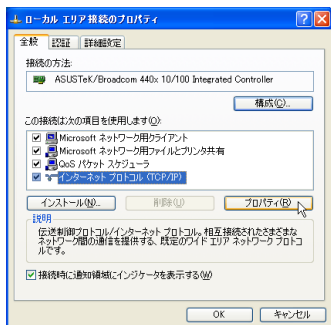 ローカル エリア接続のプロパティ
全般 認証 詳細設定
接続の方法:
ASUSTeK/Broadcom 440x 10/100 Integrated Controller
構成(C)...
この接続は次の項目を使用します(O):
Microsoft ネットワーク用クライアント
Microsoft ネットワーク用ファイルとプリンタ共有
QoS パケット スケジューラ
インターネット プロトコル (TCP/IP)
インストール(N)... 削除(U) プロパティ(R)
説明
伝送制御プロトコル/インターネット プロトコル。相互接続されたさまざまな
ネットワーク間の通信を提供する、既定のワイド エリア ネットワーク プロトコ
ルです。
接続時に通知領域にインジケータを表示する(W)
OK キャンセル